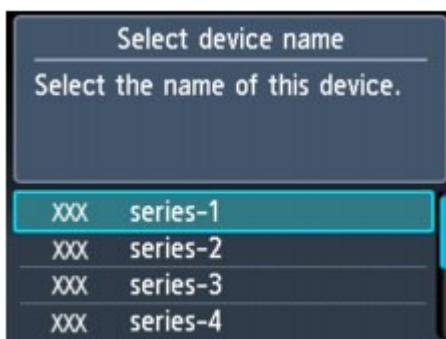 Select device name
Select the name of this device.
XXX series-1
XXX series-2
XXX series-3
XXX series-4